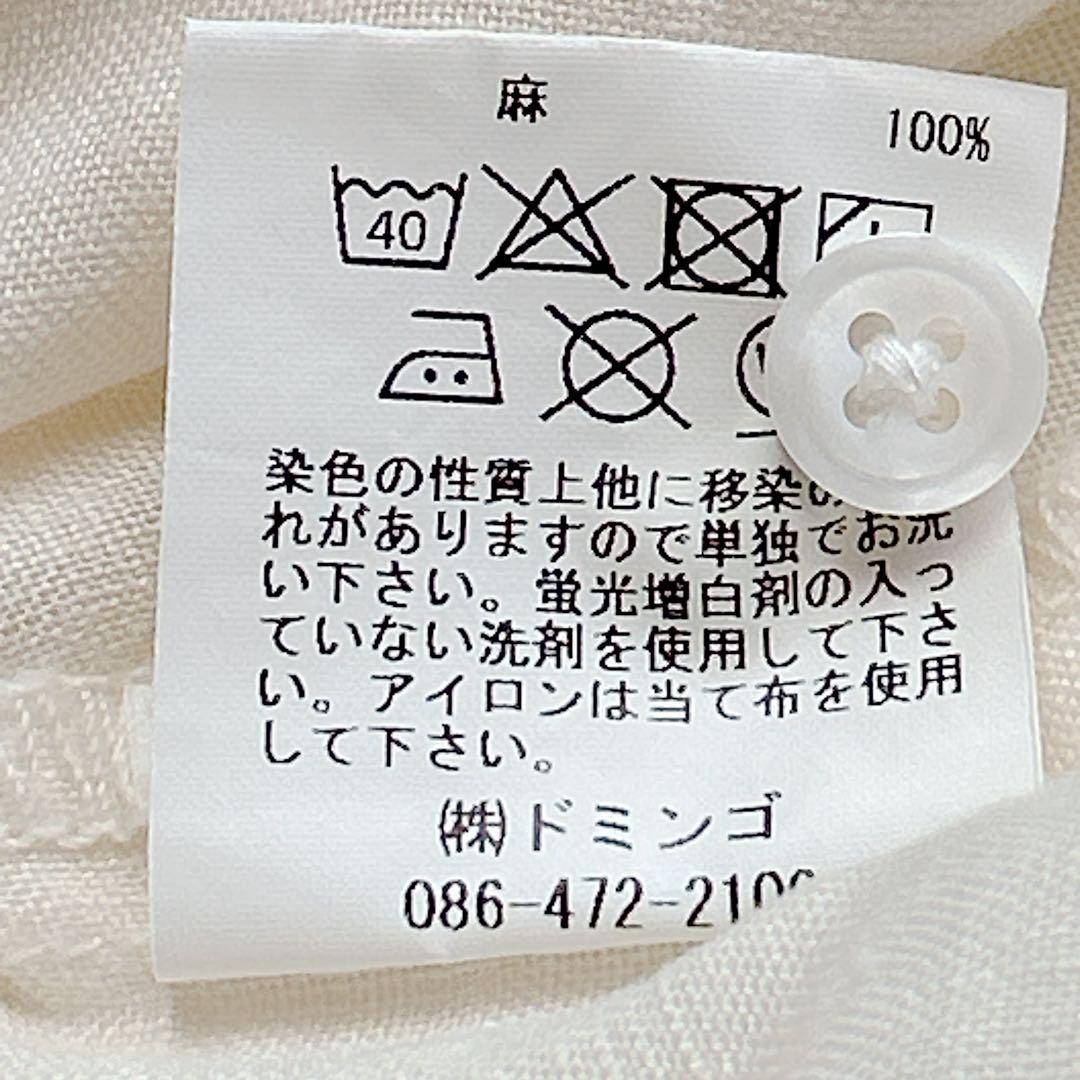 麻 100%
40
染色の性質上他に移染の
れがありますので単独でお洗
い下さい。蛍光増白剤の入っ
ていない洗剤を使用して下さ
い。アイロンは当て布を使用
して下さい。
㈱ドミンゴ
086-472-210